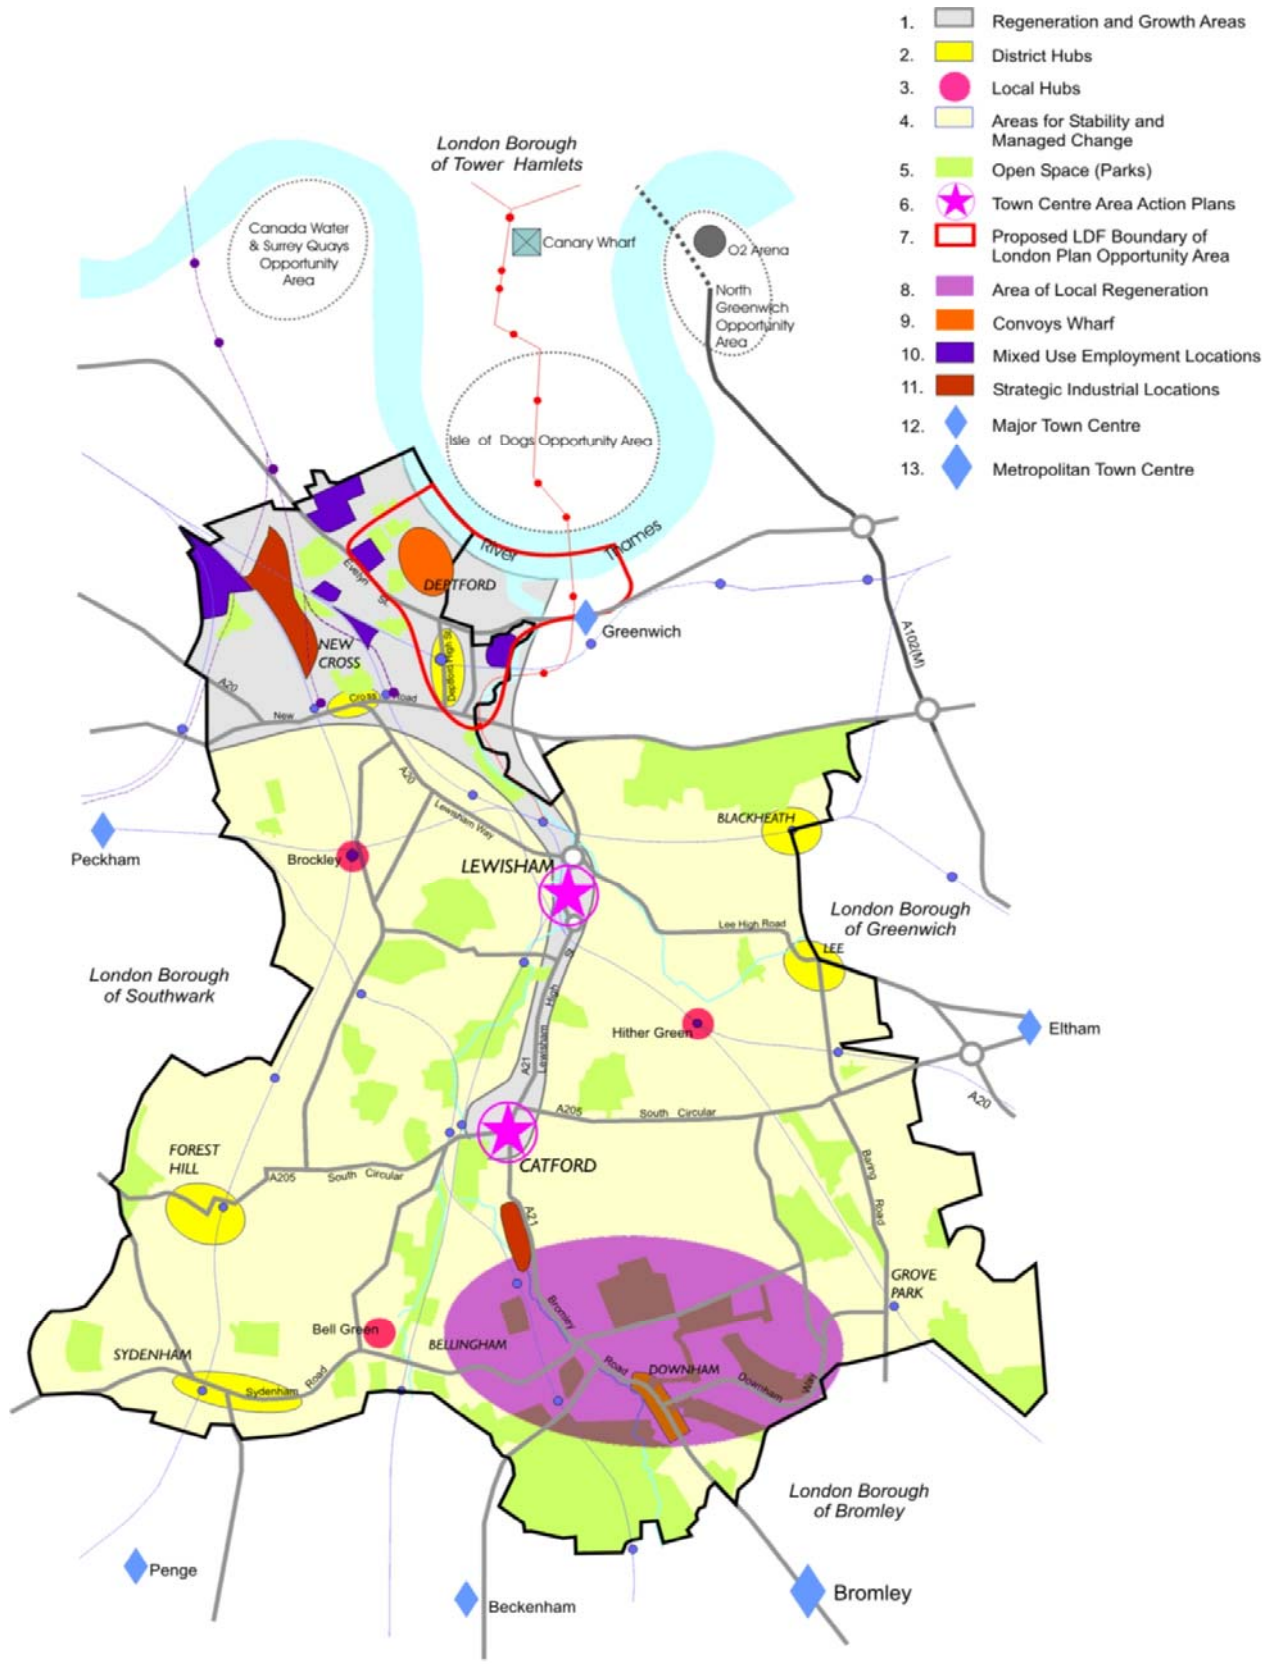 1. Regeneration and Growth Areas
2. District Hubs
3. Local Hubs
4. Areas for Stability and
Managed Change
5. Open Space (Parks)
6. Town Centre Area Action Plans
7. Proposed LDF Boundary of
London Plan Opportunity Area
8. Area of Local Regeneration
9. Convoys Wharf
10. Mixed Use Employment Locations
11. Strategic Industrial Locations
12. Major Town Centre
13. Metropolitan Town Centre
London Borough
of Tower Hamlets
Canada Water
& Surrey Quays
Opportunity
Area
Canary Wharf
O2 Arena
North
Greenwich
Opportunity
Area
Isle of Dogs Opportunity Area
River Thames
Evelyn St.
DEPTFORD
Deptford High St.
NEW
CROSS
Greenwich
A102(M)
A20
New Cross Road
A20
Lewisham Way
BLACKHEATH
Peckham
Brockley
LEWISHAM
Lee High Road
London Borough
of Greenwich
LEE
London Borough
of Southwark
A21 Lewisham High St.
Hither Green
Eltham
A20
A205 South Circular
FOREST
HILL
A205 South Circular
CATFORD
Baring Road
A21
GROVE
PARK
Bell Green
BELLINGHAM
Bromley Road
DOWNHAM
Downham Way
SYDENHAM
Sydenham Road
London Borough
of Bromley
Penge
Beckenham
Bromley